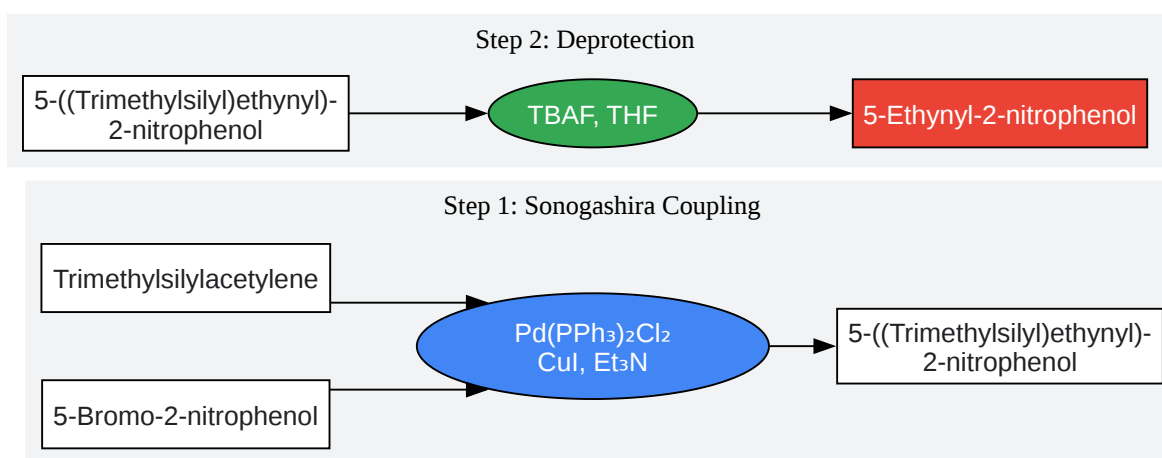 Step 2: Deprotection
5-((Trimethylsilyl)ethynyl)-
2-nitrophenol
TBAF, THF
5-Ethynyl-2-nitrophenol
Step 1: Sonogashira Coupling
Trimethylsilylacetylene
5-Bromo-2-nitrophenol
Pd(PPh₃)₂Cl₂
CuI, Et₃N
5-((Trimethylsilyl)ethynyl)-
2-nitrophenol